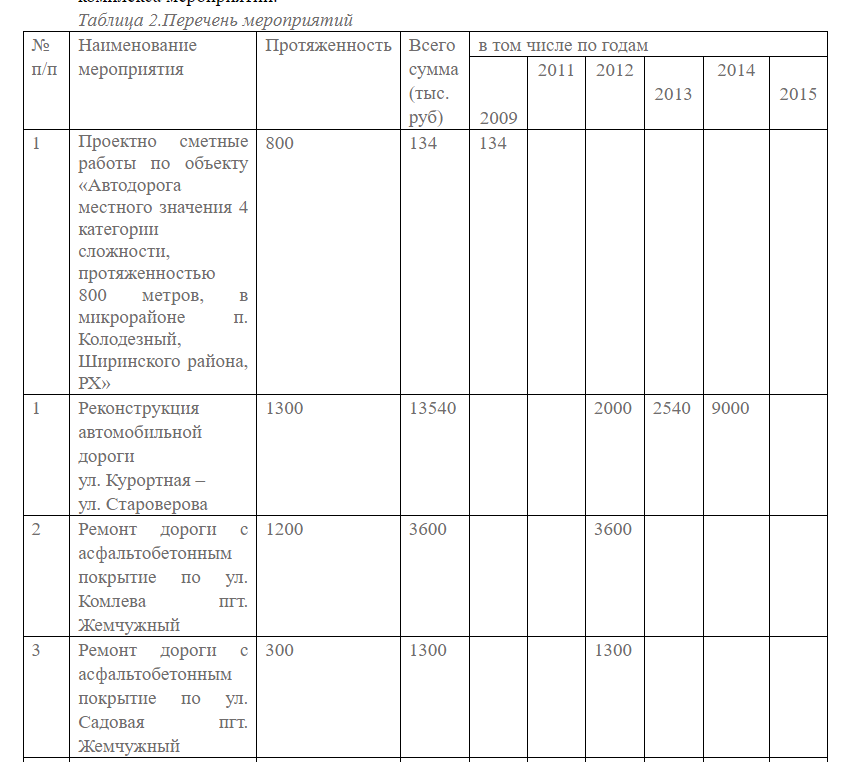 комплекса мероприятий.
Таблица 2.Перечень мероприятий
№ Наименование Протяженность Всего в том числе по годам
п/п мероприятия сумма 2011 2012 2014
(тыс. 2013 2015
руб) 2009
1 Проектно сметные 800 134 134
работы по объекту
«Автодорога
местного значения 4
категории
сложности,
протяженностью
800 метров, в
микрорайоне п.
Колодезный,
Ширинского района,
РХ»
1 Реконструкция 1300 13540 2000 2540 9000
автомобильной
дороги
ул. Курортная –
ул. Староверова
2 Ремонт дороги с 1200 3600 3600
асфальтобетонным
покрытие по ул.
Комлева пгт.
Жемчужный
3 Ремонт дороги с 300 1300 1300
асфальтобетонным
покрытие по ул.
Садовая пгт.
Жемчужный